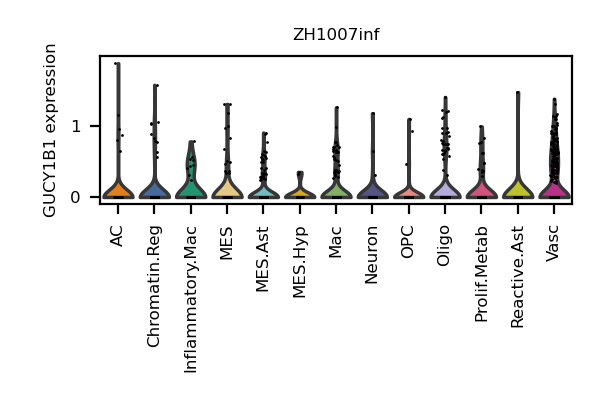 ZH1007inf
GUCY1B1 expression
1
0
AC
Chromatin.Reg
Inflammatory.Mac
MES
MES.Ast
MES.Hyp
Mac
Neuron
OPC
Oligo
Prolif.Metab
Reactive.Ast
Vasc